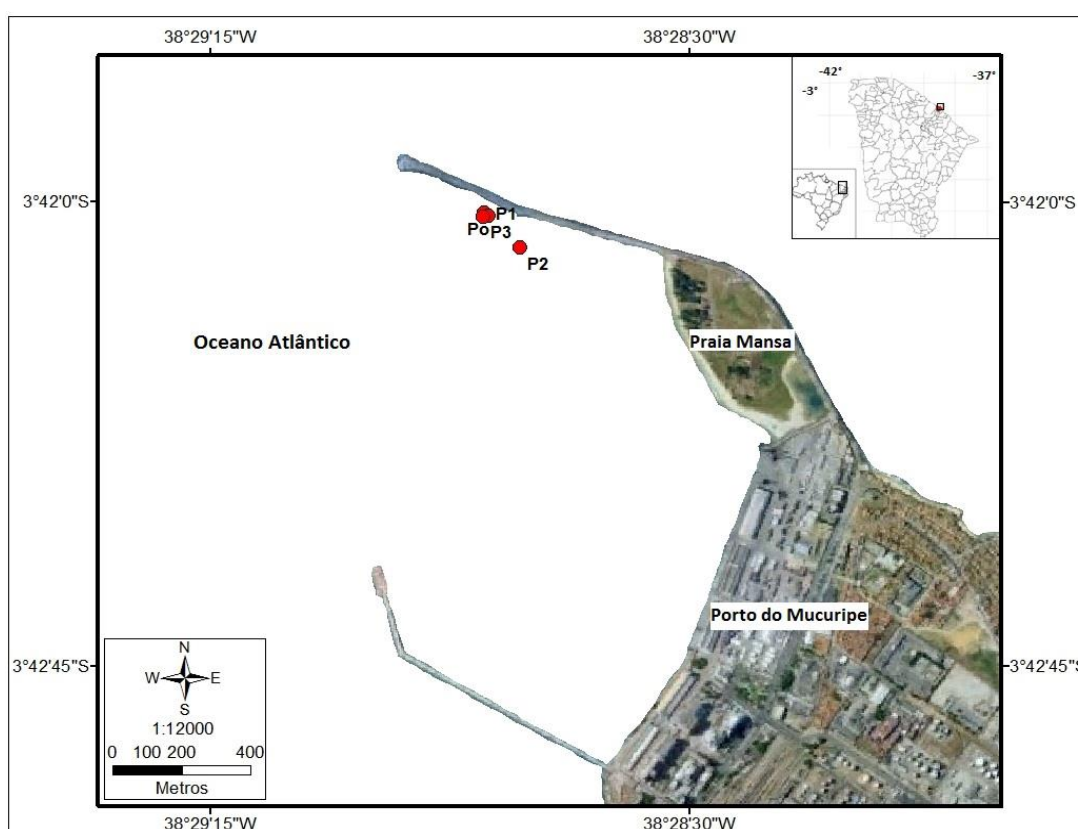 38°29'15"W 38°28'30"W
-42° -37°
-3°
3°42'0"S 3°42'0"S
P1
Po P3
P2
Oceano Atlântico
Praia Mansa
Porto do Mucuripe
3°42'45"S 3°42'45"S
N
W E
S
1:12000
0 100 200 400
Metros
38°29'15"W 38°28'30"W